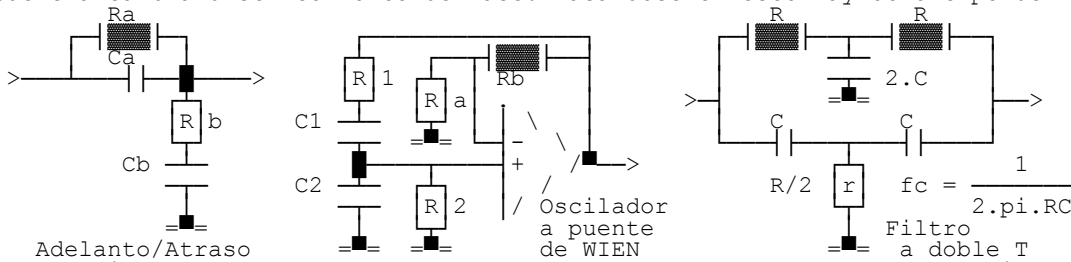 Ra
Ca
> >
R b
Cb
Adelanto/Atraso
R 1
R a
Rb
C1
-
+
>
C2
R 2
Oscilador
a puente
de WIEN
R R
2.C
> >
C C
R/2 r fc = 1
2.pi.RC
Filtro
a doble T